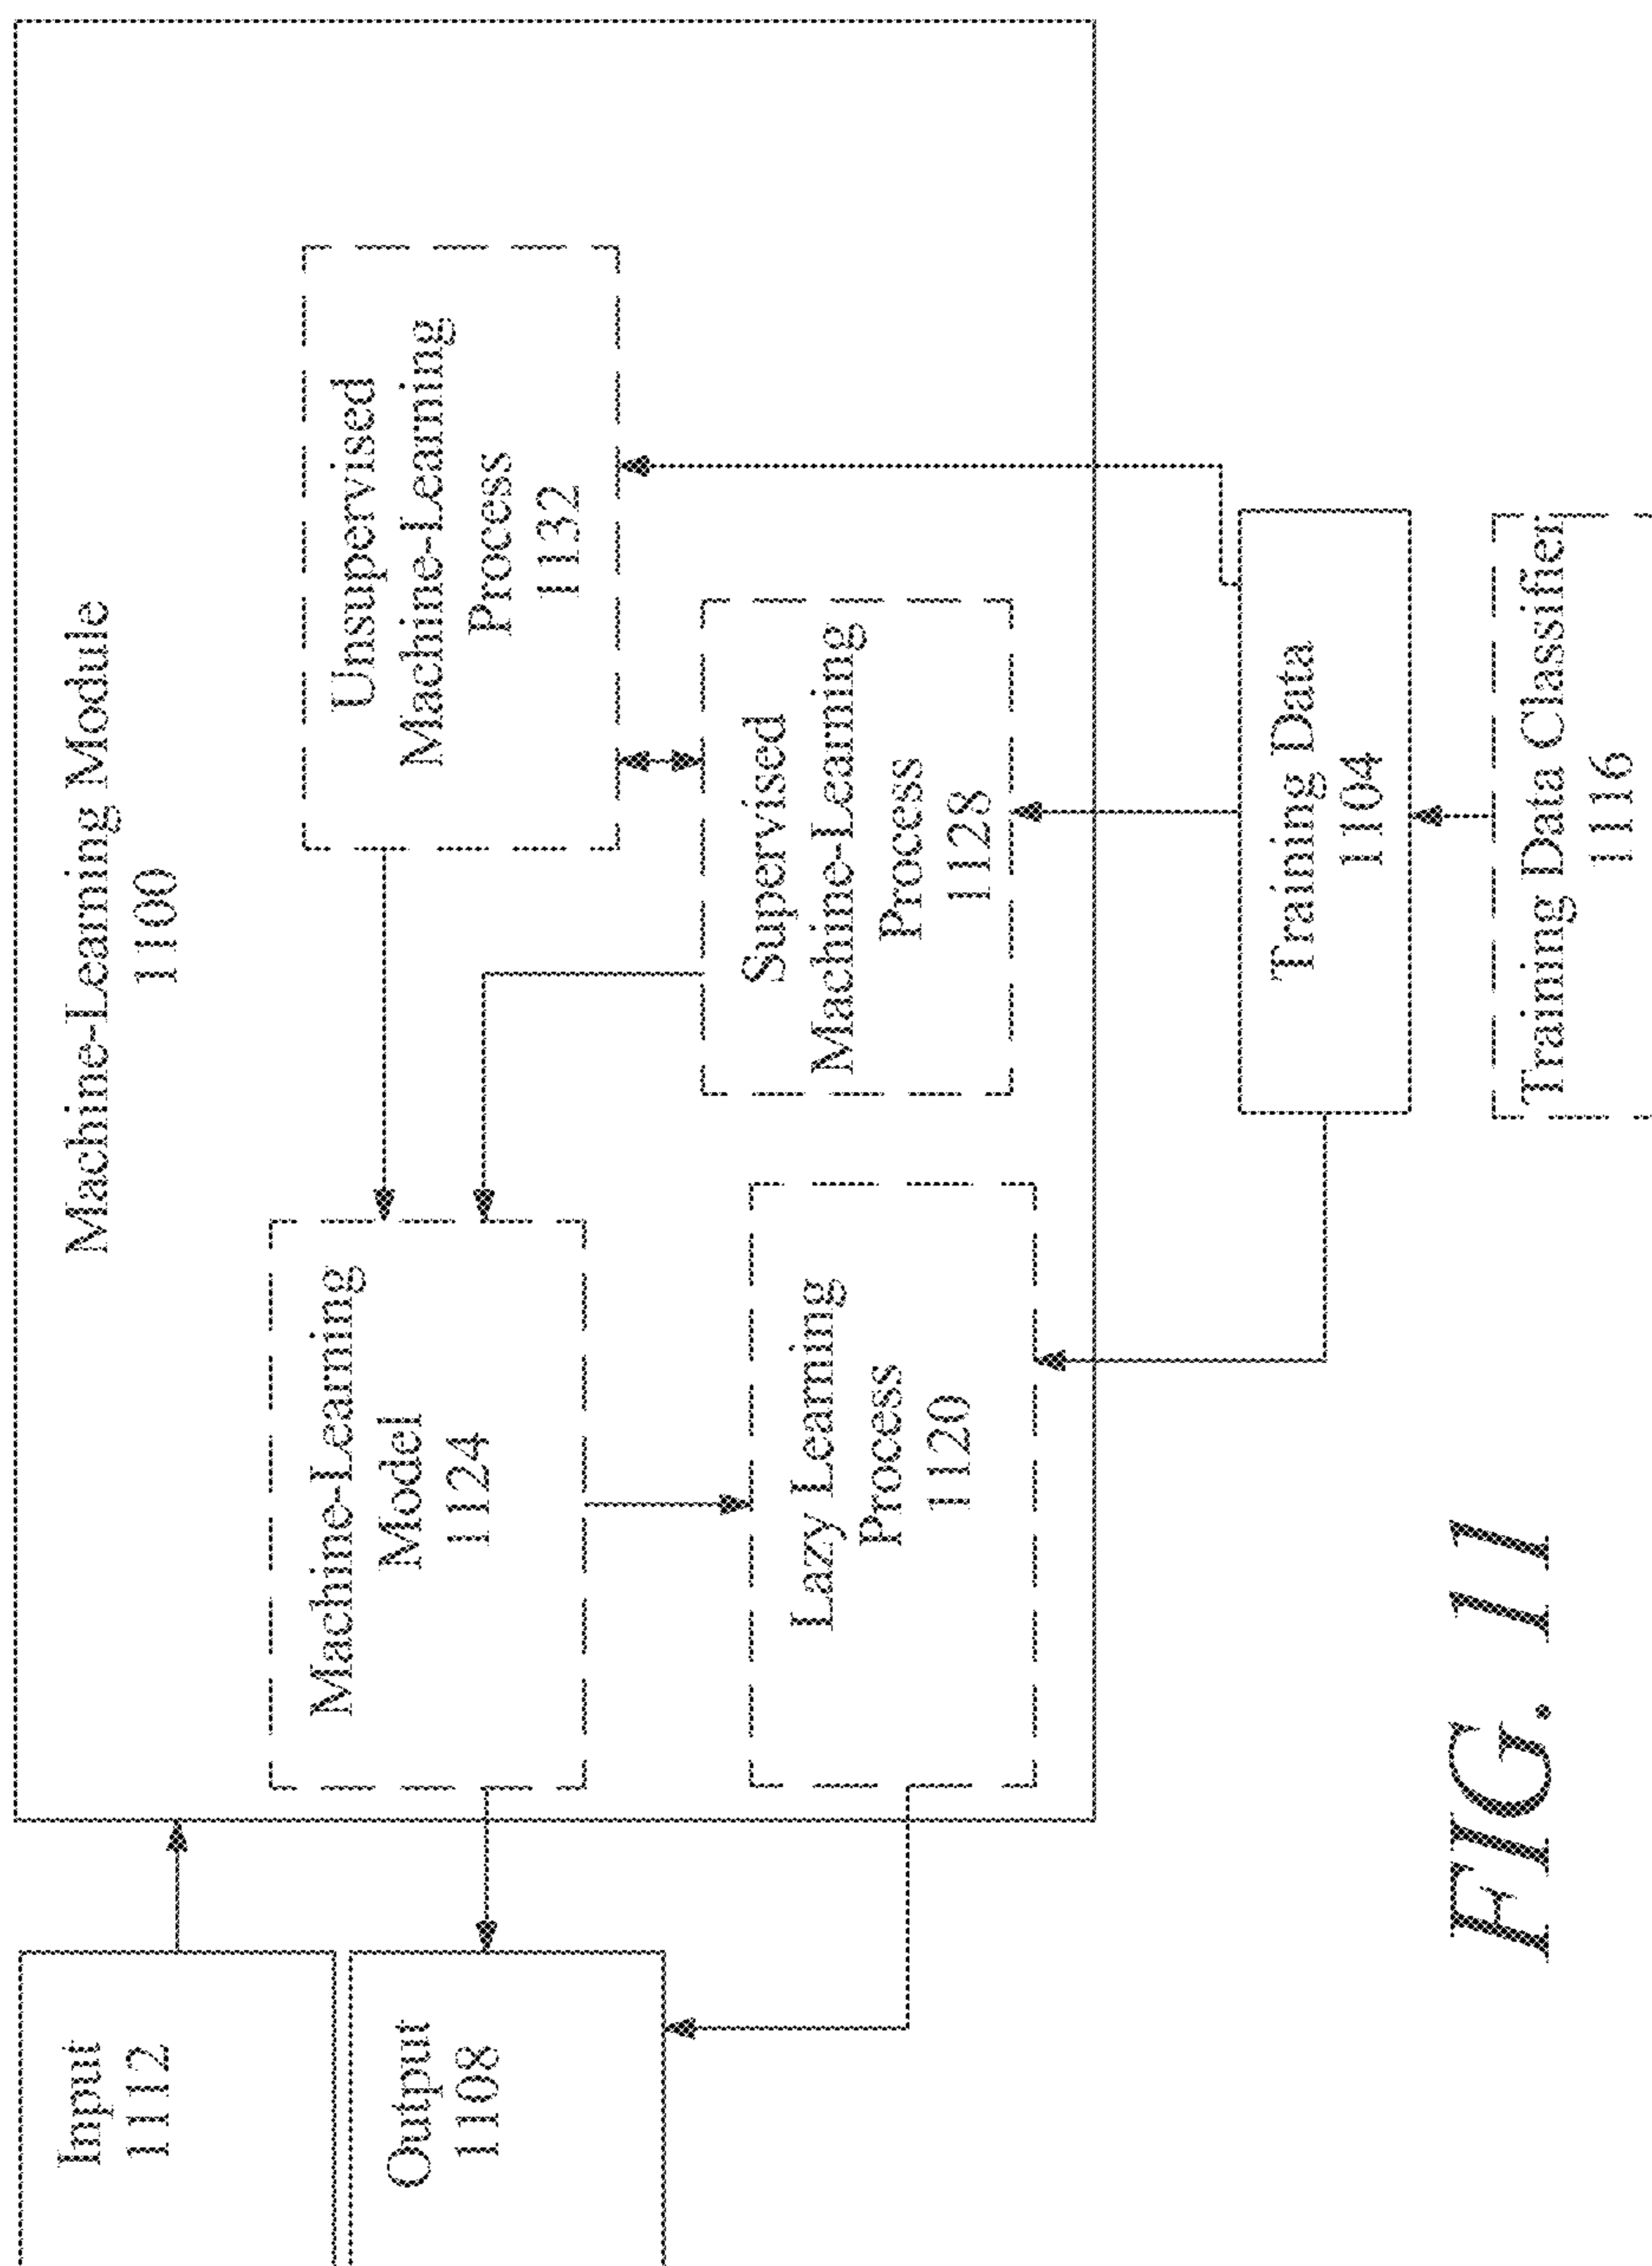 Machine-Learning Module
1100
Input
1112
Output
1108
Machine-Learning
Model
1124
Unsupervised
Machine-Learning
Process
1132
Lazy Learning
Process
1120
Supervised
Machine-Learning
Process
1128
Training Data
1104
Training Data Classifier
1116
FIG. 11